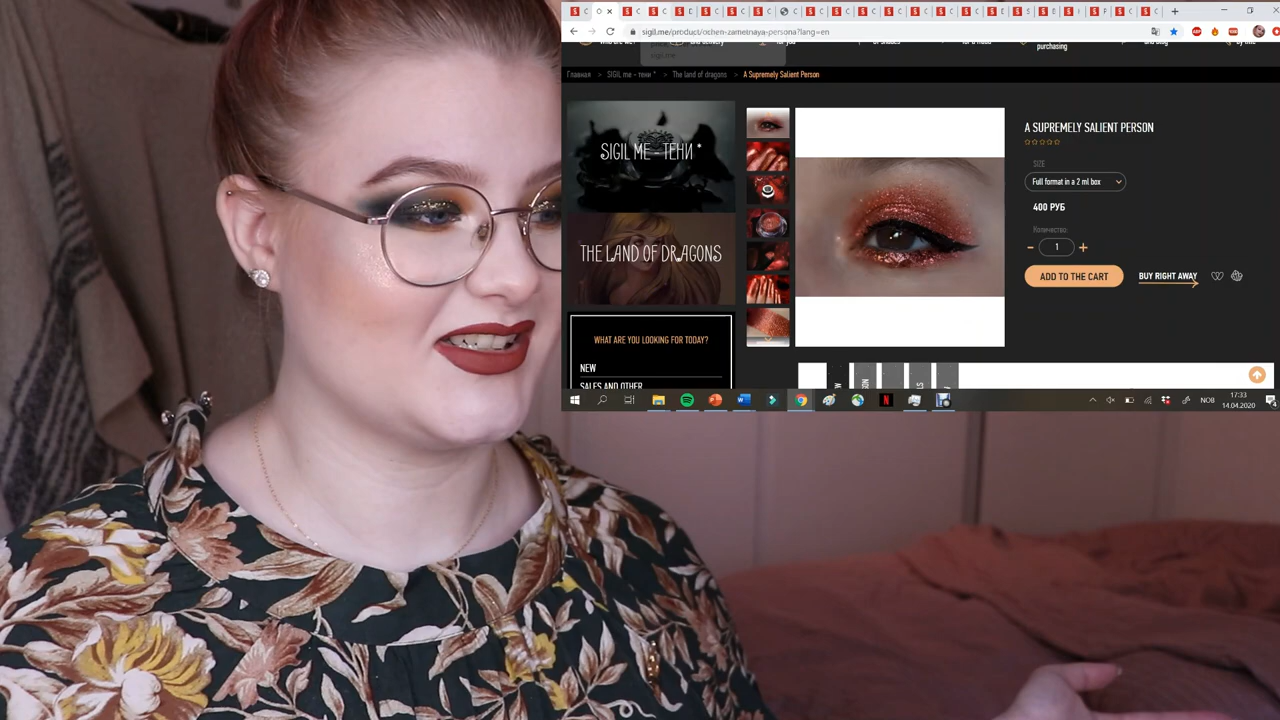 sigil.me/product/ochen-zametnaya-persona?lang=en
purchasing
Главная > SIGIL me - тени * > The land of dragons > A Supremely Salient Person
SIGIL ME - ТЕНИ *
THE LAND OF DRAGONS
WHAT ARE YOU LOOKING FOR TODAY?
NEW
SALES AND OTHER
A SUPREMELY SALIENT PERSON
SIZE
Full format in a 2 ml box
400 РУБ
Количество:
- 1 +
ADD TO THE CART
BUY RIGHT AWAY
NOB
17:33
14.04.2020